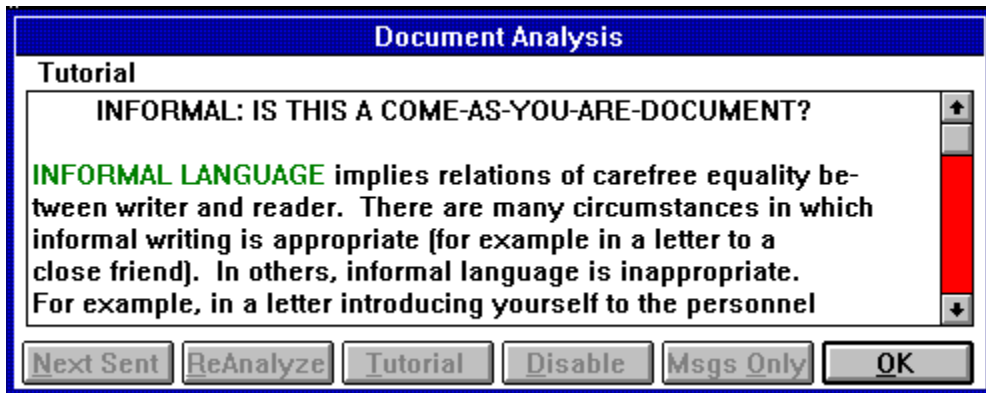 Document Analysis
Tutorial
INFORMAL: IS THIS A COME-AS-YOU-ARE-DOCUMENT?
INFORMAL LANGUAGE implies relations of carefree equality be-
tween writer and reader.  There are many circumstances in which
informal writing is appropriate (for example in a letter to a
close friend).  In others, informal language is inappropriate.
For example, in a letter introducing yourself to the personnel
Next Sent ReAnalyze Tutorial Disable Msgs Only OK